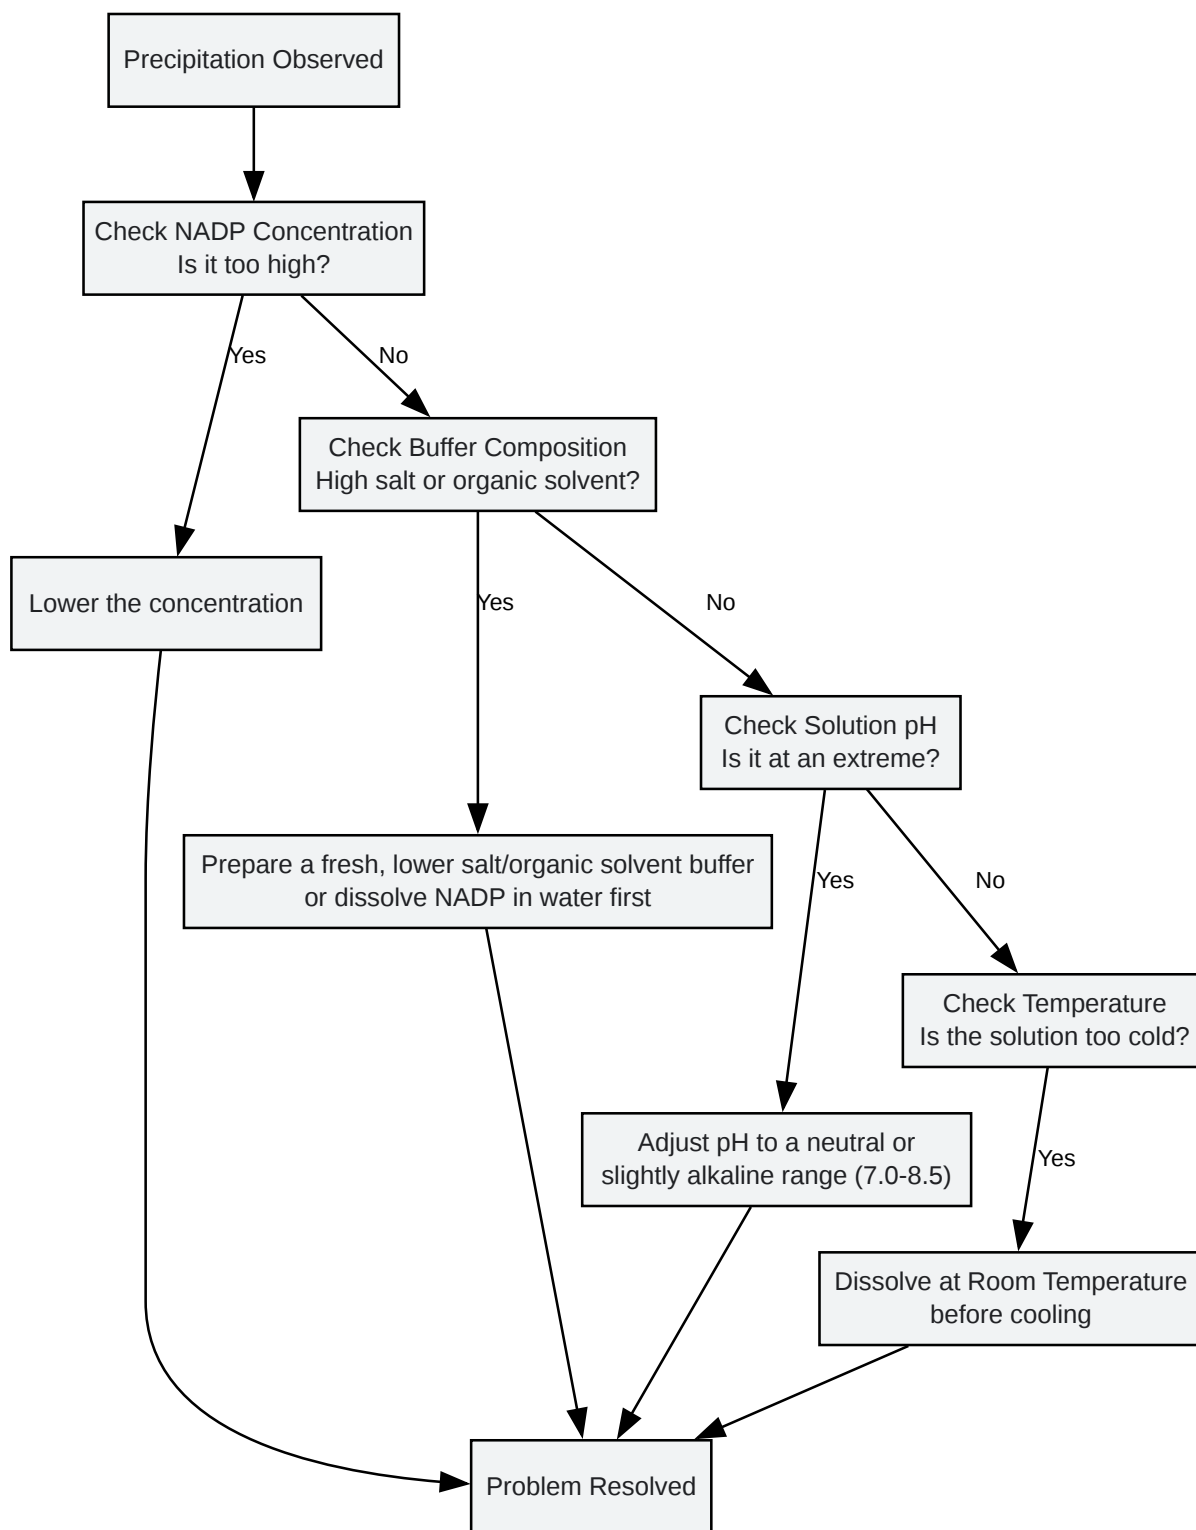 Precipitation Observed
Check NADP Concentration
Is it too high?
Yes
No
Check Buffer Composition
High salt or organic solvent?
Lower the concentration
Yes
No
Check Solution pH
Is it at an extreme?
Prepare a fresh, lower salt/organic solvent buffer
or dissolve NADP in water first
Yes
No
Check Temperature
Is the solution too cold?
Adjust pH to a neutral or
slightly alkaline range (7.0-8.5)
Yes
Dissolve at Room Temperature
before cooling
Problem Resolved